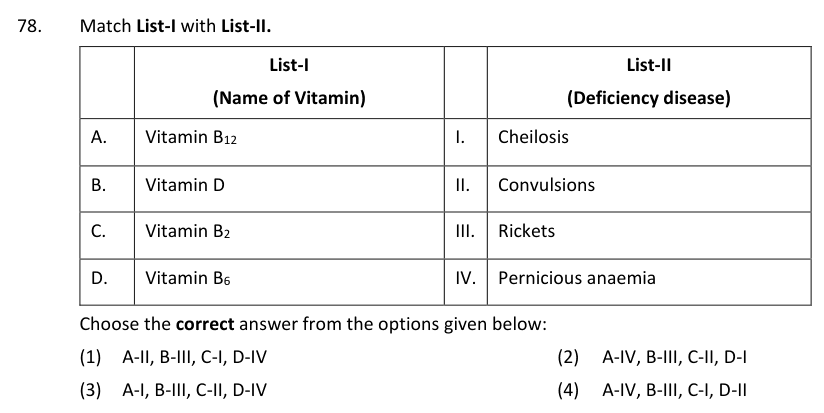 78. Match List-I with List-II.
List-I List-II
(Name of Vitamin) (Deficiency disease)
A. Vitamin B₁₂ I. Cheilosis
B. Vitamin D II. Convulsions
C. Vitamin B₂ III. Rickets
D. Vitamin B₆ IV. Pernicious anaemia
Choose the correct answer from the options given below:
(1) A-II, B-III, C-I, D-IV (2) A-IV, B-III, C-II, D-I
(3) A-I, B-III, C-II, D-IV (4) A-IV, B-III, C-I, D-II